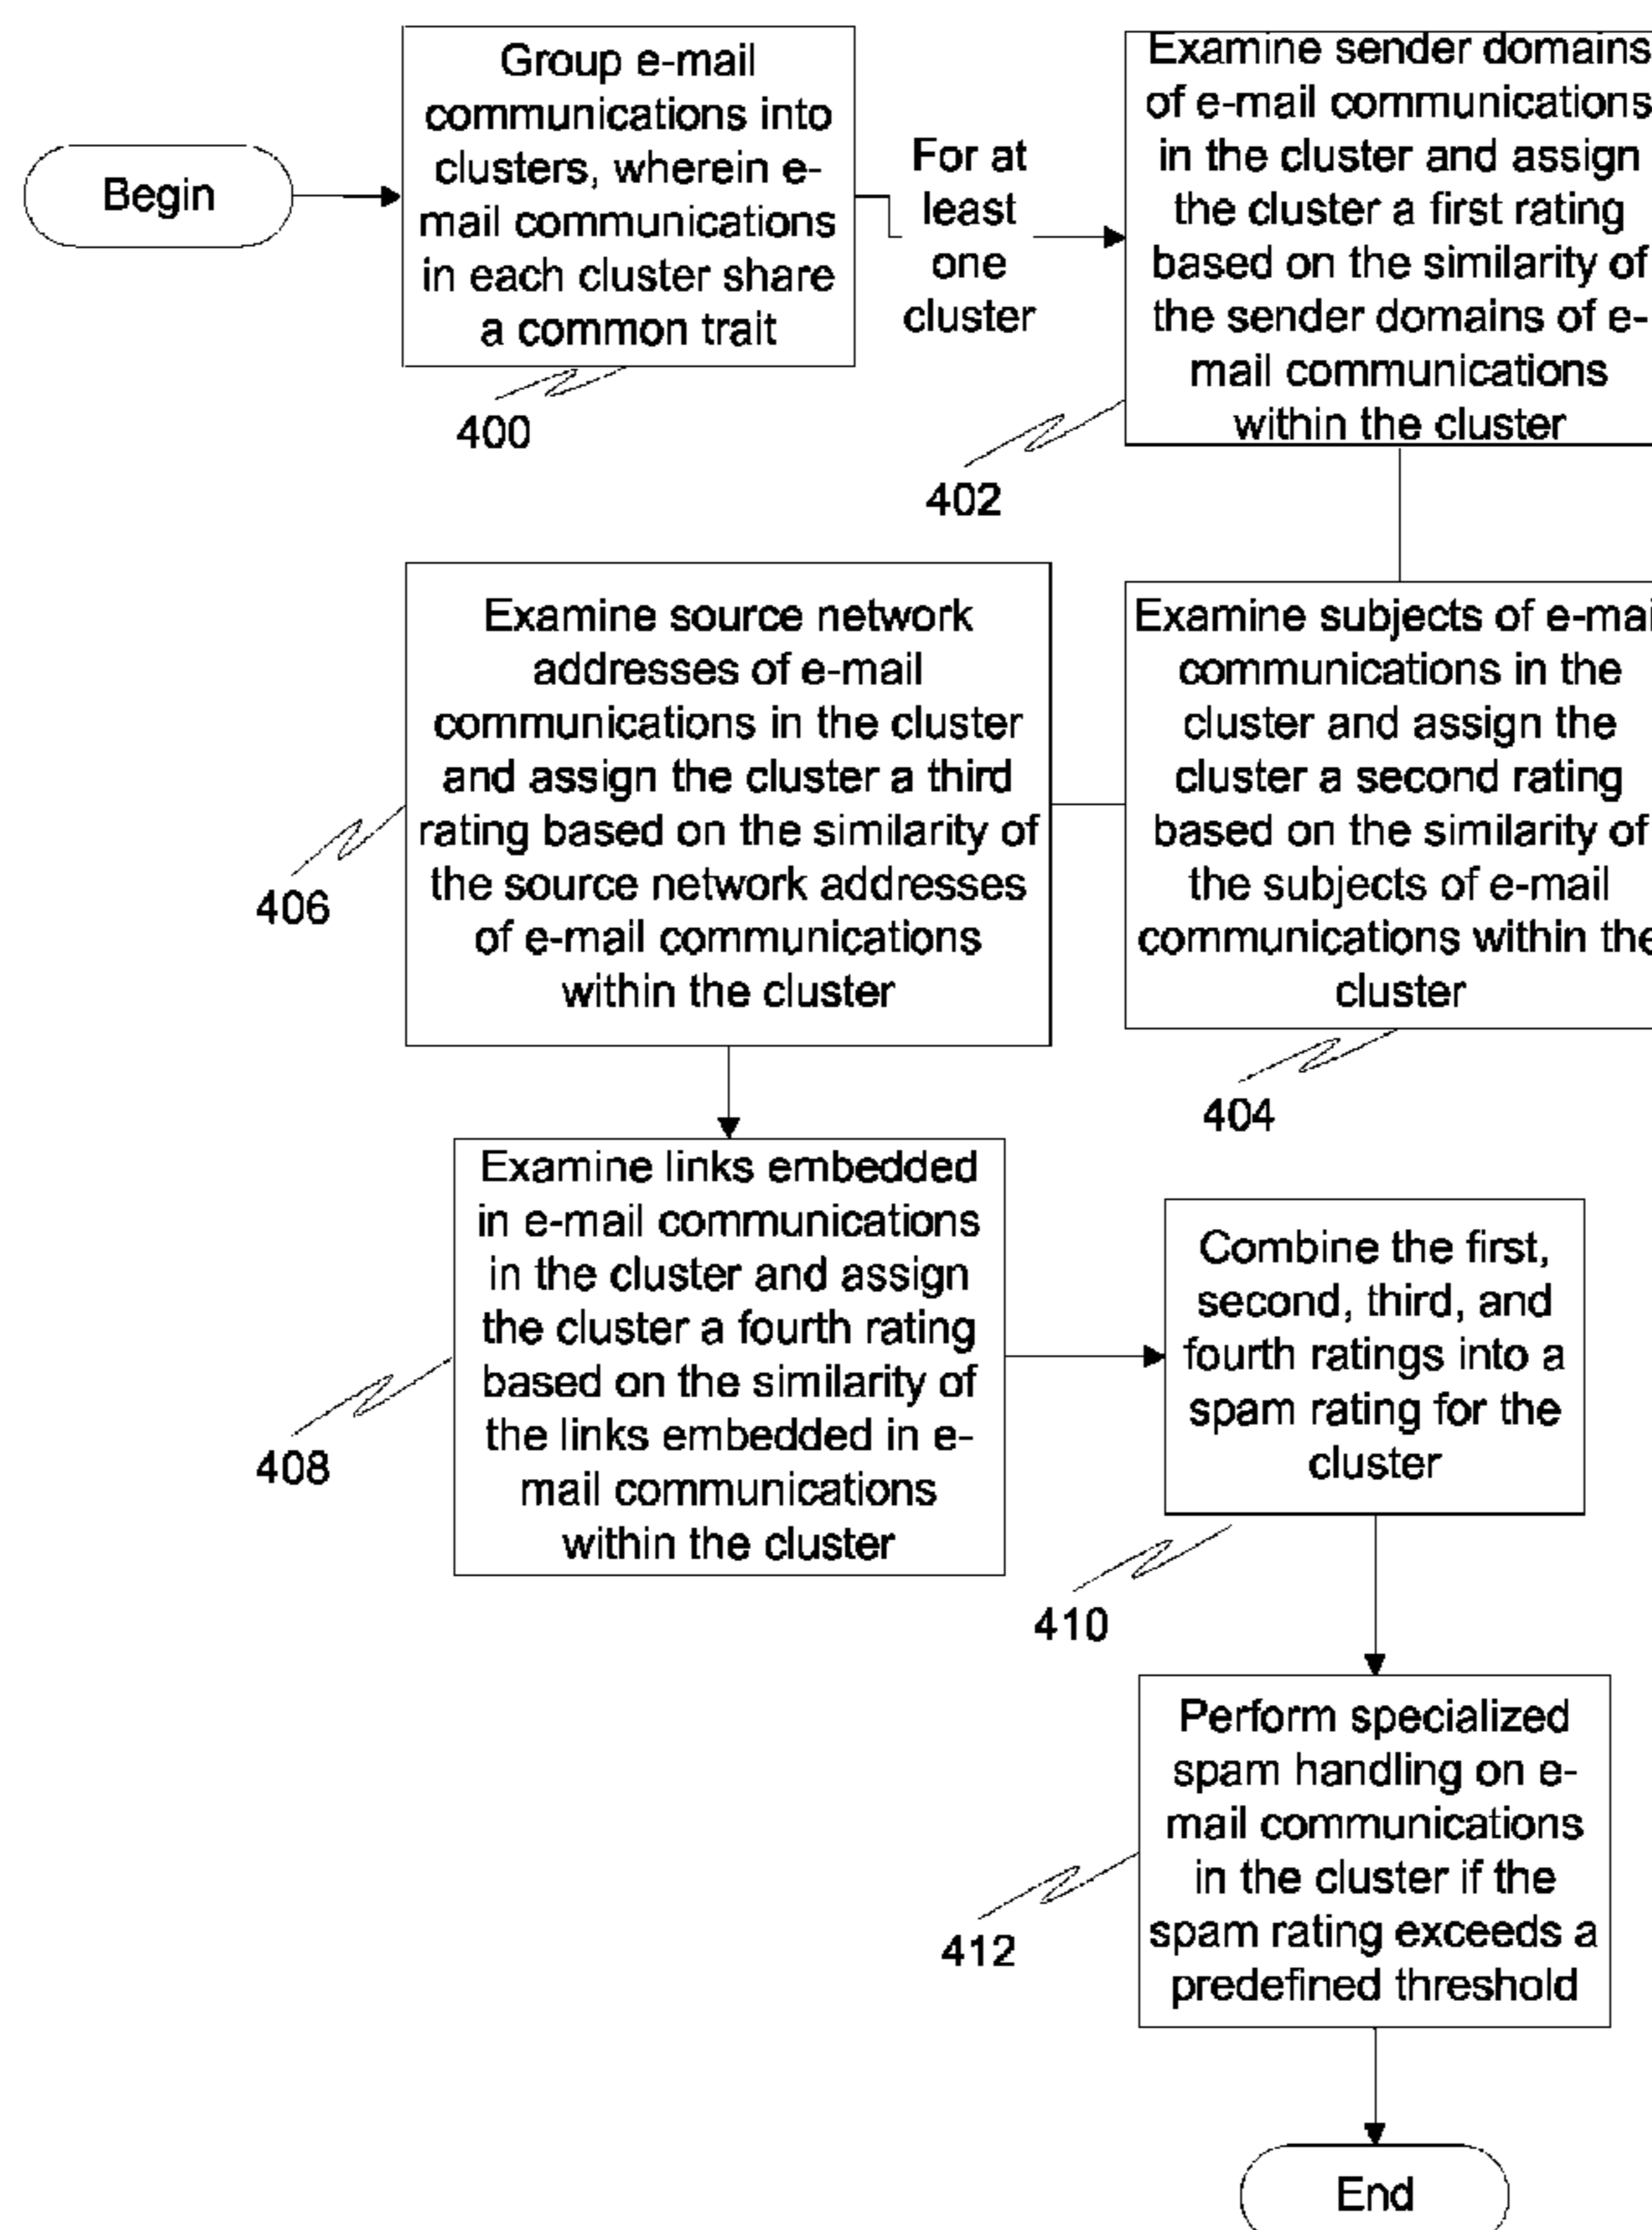 Begin
Group e-mail
communications into
clusters, wherein e-
mail communications
in each cluster share
a common trait
400
For at
least
one
cluster
Examine sender domains
of e-mail communications
in the cluster and assign
the cluster a first rating
based on the similarity of
the sender domains of e-
mail communications
within the cluster
402
Examine subjects of e-mail
communications in the
cluster and assign the
cluster a second rating
based on the similarity of
the subjects of e-mail
communications within the
cluster
404
Examine source network
addresses of e-mail
communications in the cluster
and assign the cluster a third
rating based on the similarity of
the source network addresses
of e-mail communications
within the cluster
406
Examine links embedded
in e-mail communications
in the cluster and assign
the cluster a fourth rating
based on the similarity of
the links embedded in e-
mail communications
within the cluster
408
Combine the first,
second, third, and
fourth ratings into a
spam rating for the
cluster
410
Perform specialized
spam handling on e-
mail communications
in the cluster if the
spam rating exceeds a
predefined threshold
412
End